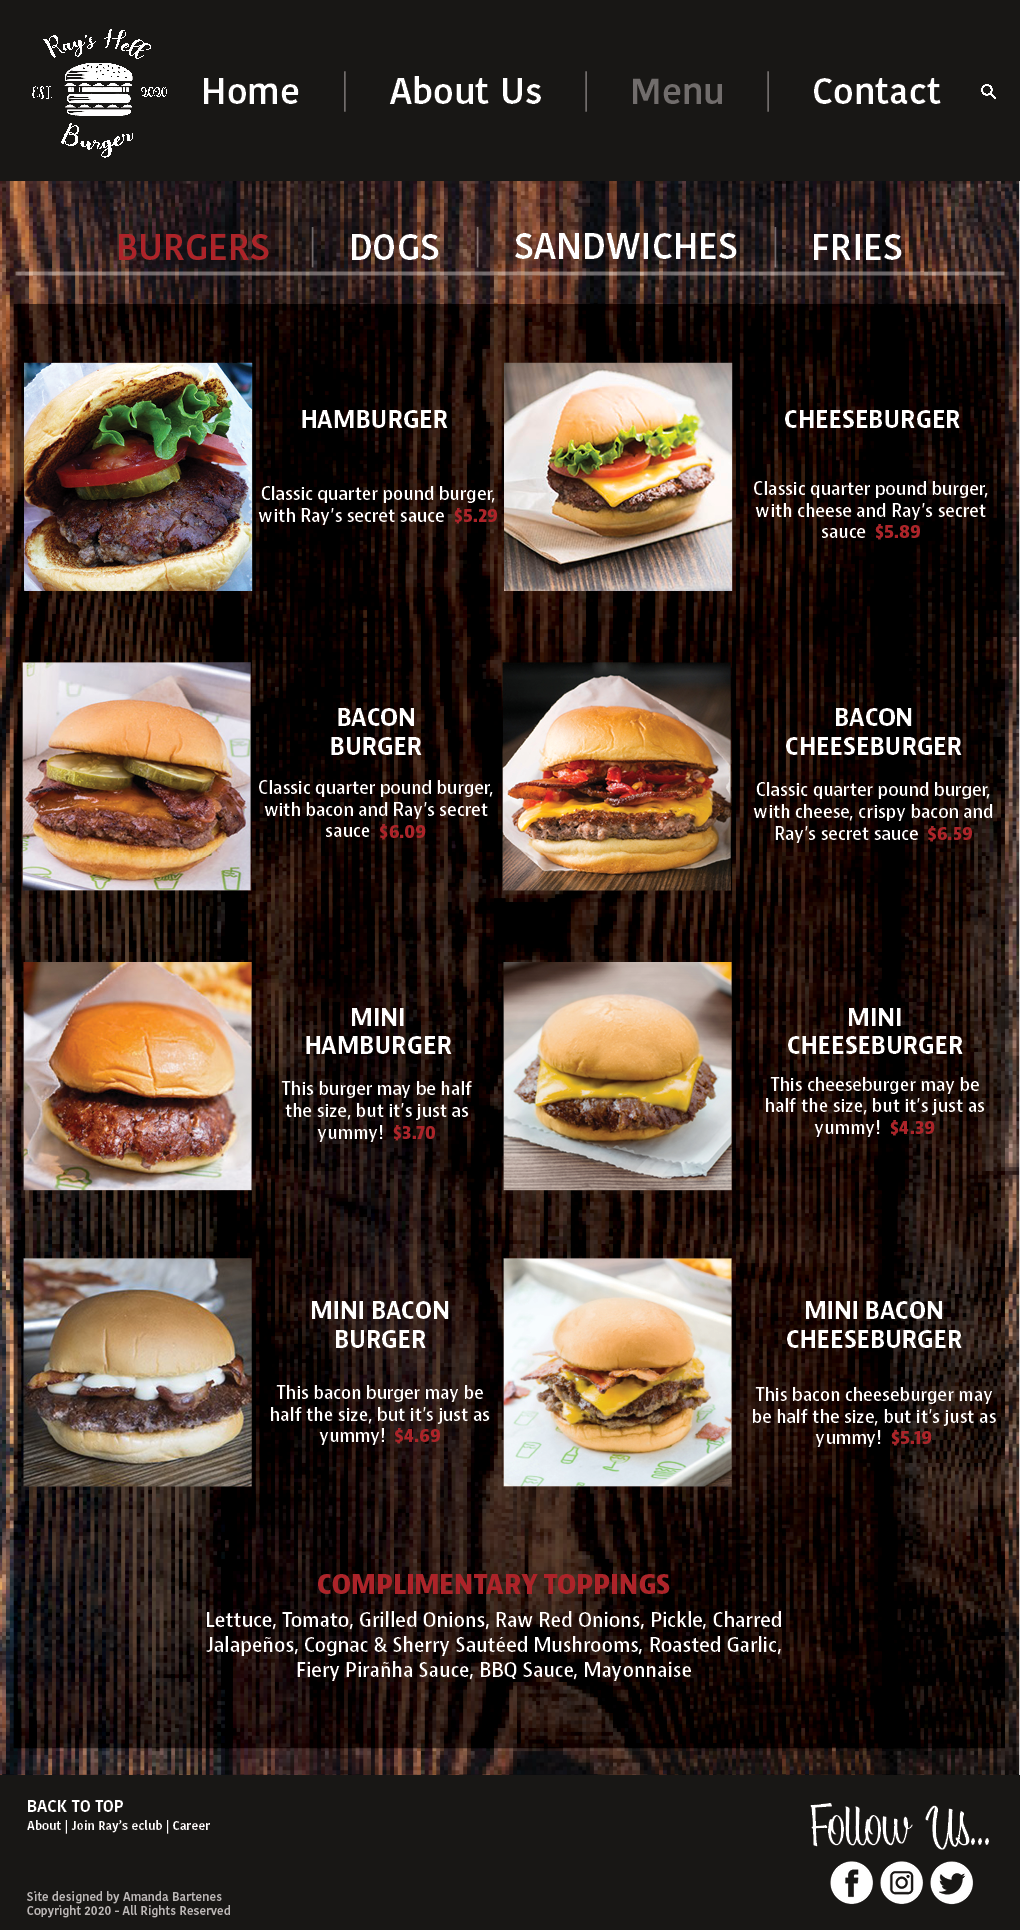 Ray's Hell
EST. 2020
Burger
Home
About Us
Menu
Contact
BURGERS
DOGS
SANDWICHES
FRIES
HAMBURGER
Classic quarter pound burger,
with Ray's secret sauce $5.29
CHEESEBURGER
Classic quarter pound burger,
with cheese and Ray's secret
sauce $5.89
BACON
BURGER
Classic quarter pound burger,
with bacon and Ray's secret
sauce $6.09
BACON
CHEESEBURGER
Classic quarter pound burger,
with cheese, crispy bacon and
Ray's secret sauce $6.59
MINI
HAMBURGER
This burger may be half
the size, but it's just as
yummy! $3.70
MINI
CHEESEBURGER
This cheeseburger may be
half the size, but it's just as
yummy! $4.39
MINI BACON
BURGER
This bacon burger may be
half the size, but it's just as
yummy! $4.69
MINI BACON
CHEESEBURGER
This bacon cheeseburger may
be half the size, but it's just as
yummy! $5.19
COMPLIMENTARY TOPPINGS
Lettuce, Tomato, Grilled Onions, Raw Red Onions, Pickle, Charred
Jalapeños, Cognac & Sherry Sautéed Mushrooms, Roasted Garlic,
Fiery Pirañha Sauce, BBQ Sauce, Mayonnaise
BACK TO TOP
About | Join Ray's eclub | Career
Follow Us...
Site designed by Amanda Bartenes
Copyright 2020 - All Rights Reserved